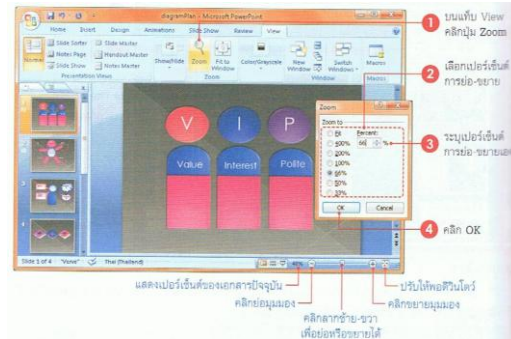 diagramPlan - Microsoft PowerPoint
Home Insert Design Animations Slide Show Review View
Slide Sorter Slide Master
Notes Page Handout Master
Normal Slide Show Notes Master
Presentation Views
Show/Hide
Zoom
Fit to Window
Zoom
Color/Grayscale
New Window
Switch Windows
Window
Macros
Macros
V I P
Value Interest Polite
Zoom
Zoom to
Fit Percent:
400% 66 %
200%
100%
66%
50%
33%
OK Cancel
Slide 1 of 4 Thai (Thailand)
1 บนแท็บ View
คลิกปุ่ม Zoom
2 เลือกเปอร์เซ็นต์
การย่อ-ขยาย
3 ระบุเปอร์เซ็นต์
การย่อ-ขยายเอง
4 คลิก OK
แสดงเปอร์เซ็นต์ของเอกสารปัจจุบัน
คลิกย่อมุมมอง
คลิกลากซ้าย-ขวา
เพื่อย่อหรือขยายได้
ปรับให้พอดีวินโดว์
คลิกขยายมุมมอง